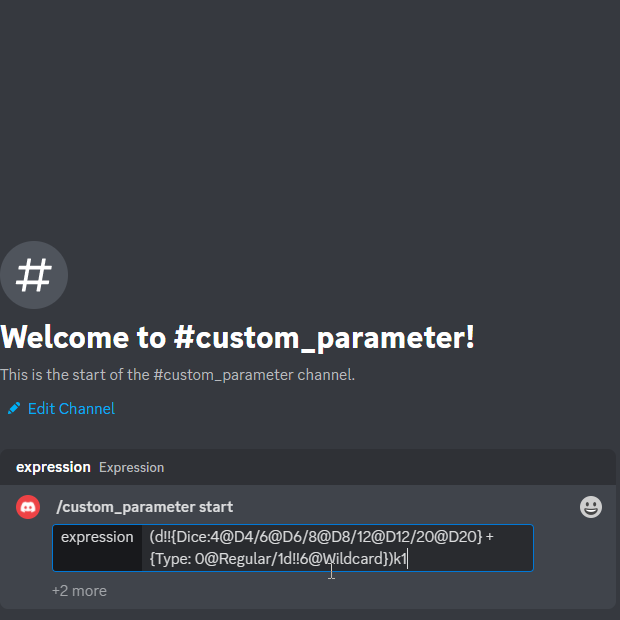 Welcome to #custom_parameter!
This is the start of the #custom_parameter channel.
Edit Channel
expression Expression
/custom_parameter start
expression (d!!{Dice:4@D4/6@D6/8@D8/12@D12/20@D20} +
{Type: 0@Regular/1d!!6@Wildcard})k1
+2 more